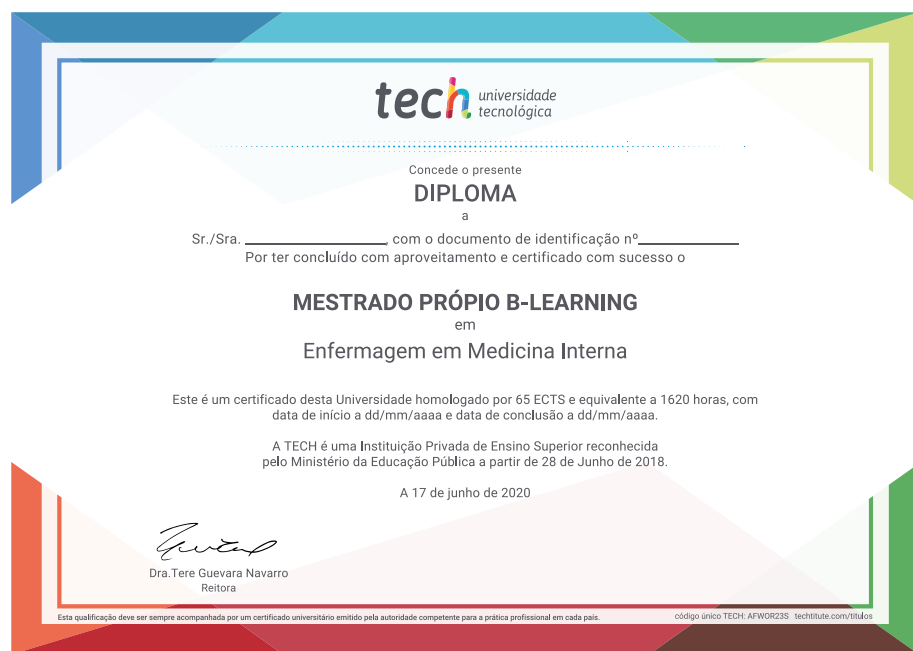 tech universidade
tecnológica
Concede o presente
DIPLOMA
a
Sr./Sra. ________________, com o documento de identificação nº____________
Por ter concluído com aproveitamento e certificado com sucesso o
MESTRADO PRÓPIO B-LEARNING
em
Enfermagem em Medicina Interna
Este é um certificado desta Universidade homologado por 65 ECTS e equivalente a 1620 horas, com
data de início a dd/mm/aaaa e data de conclusão a dd/mm/aaaa.
A TECH é uma Instituição Privada de Ensino Superior reconhecida
pelo Ministério da Educação Pública a partir de 28 de Junho de 2018.
A 17 de junho de 2020
Dra.Tere Guevara Navarro
Reitora
Esta qualificação deve ser sempre acompanhada por um certificado universitário emitido pela autoridade competente para a prática profissional em cada país.
código único TECH: AFWOR23S techtitute.com/titulos